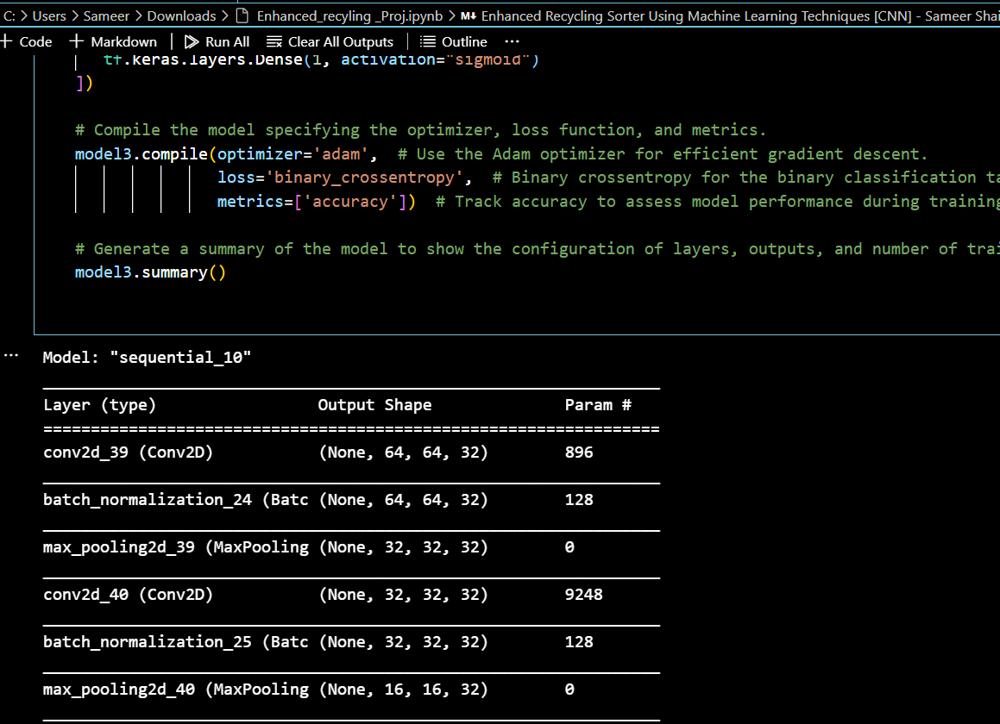 C: > Users > Sameer > Downloads > Enhanced_recyling _Proj.ipynb > M↓ Enhanced Recycling Sorter Using Machine Learning Techniques [CNN] - Sameer Shai
+ Code + Markdown | Run All Clear All Outputs | Outline ...
tf.keras.layers.Dense(1, activation="sigmoid")
])
# Compile the model specifying the optimizer, loss function, and metrics.
model3.compile(optimizer='adam', # Use the Adam optimizer for efficient gradient descent.
loss='binary_crossentropy', # Binary crossentropy for the binary classification ta
metrics=['accuracy']) # Track accuracy to assess model performance during training
# Generate a summary of the model to show the configuration of layers, outputs, and number of trai
model3.summary()
... Model: "sequential_10"
_________________________________________________________________
Layer (type) Output Shape Param #
=================================================================
conv2d_39 (Conv2D) (None, 64, 64, 32) 896
_________________________________________________________________
batch_normalization_24 (Batc (None, 64, 64, 32) 128
_________________________________________________________________
max_pooling2d_39 (MaxPooling (None, 32, 32, 32) 0
_________________________________________________________________
conv2d_40 (Conv2D) (None, 32, 32, 32) 9248
_________________________________________________________________
batch_normalization_25 (Batc (None, 32, 32, 32) 128
_________________________________________________________________
max_pooling2d_40 (MaxPooling (None, 16, 16, 32) 0
_________________________________________________________________